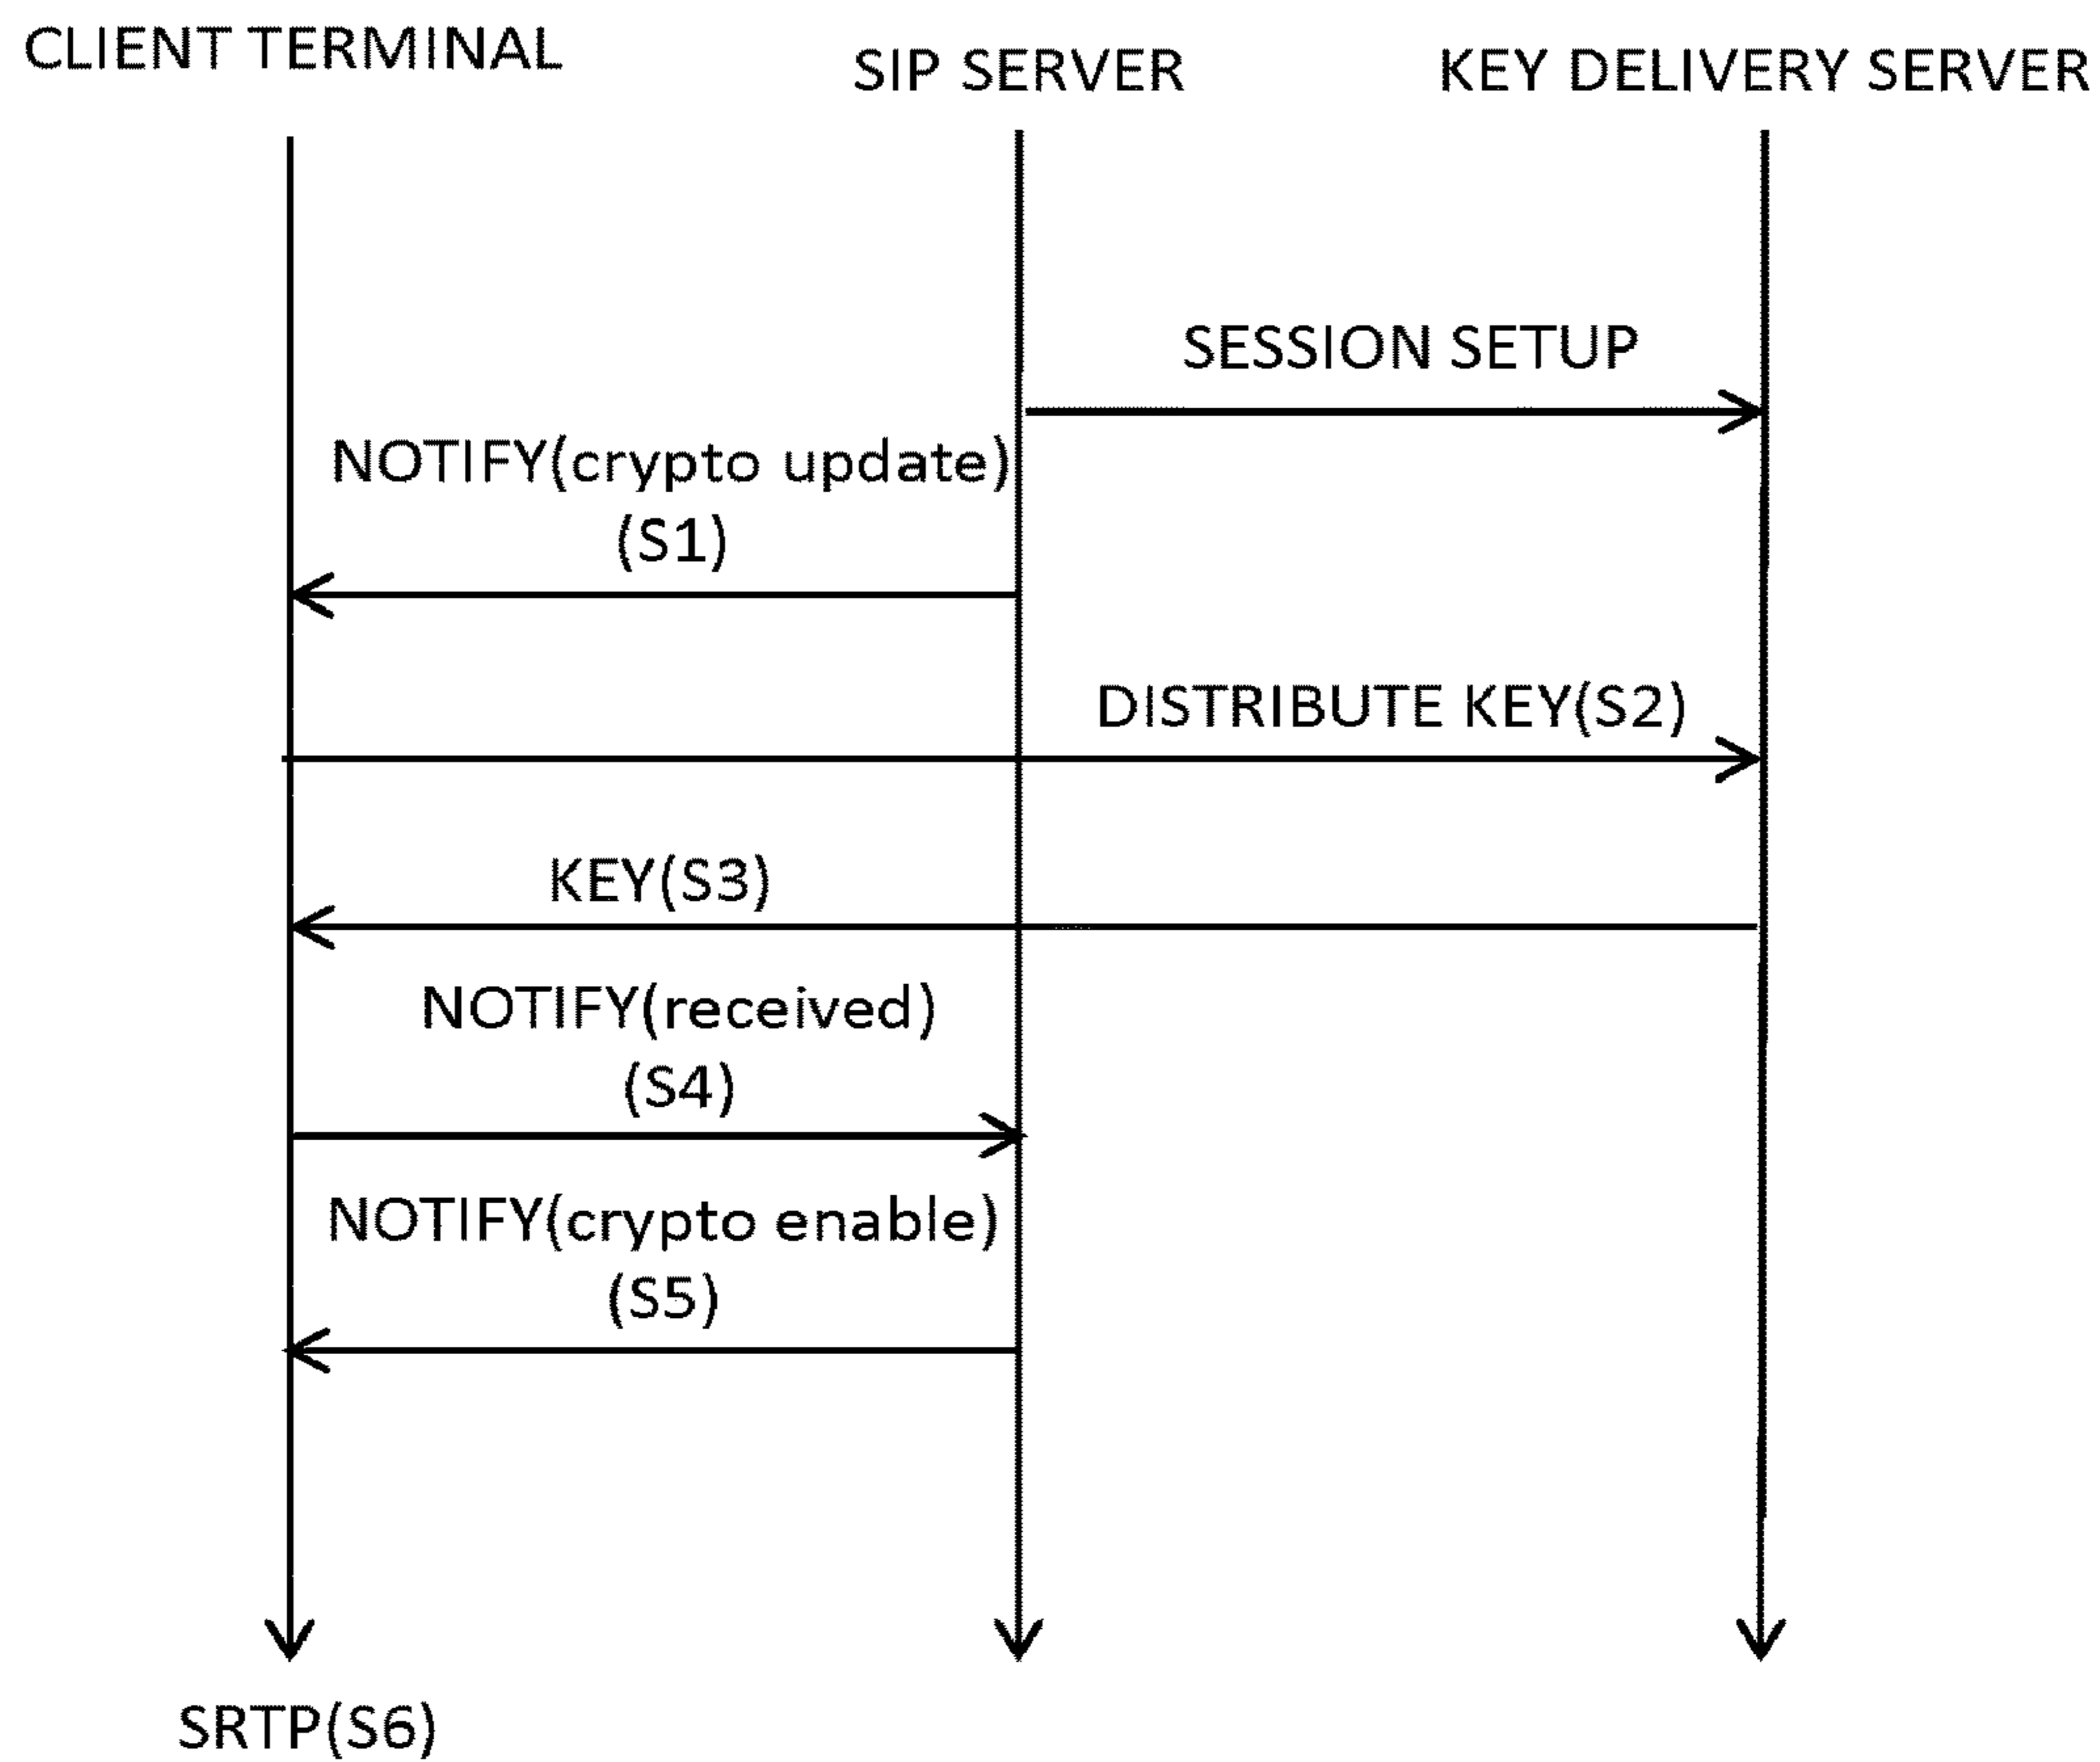 CLIENT TERMINAL
SIP SERVER
KEY DELIVERY SERVER
SESSION SETUP
NOTIFY(crypto update)
(S1)
DISTRIBUTE KEY(S2)
KEY(S3)
NOTIFY(received)
(S4)
NOTIFY(crypto enable)
(S5)
SRTP(S6)